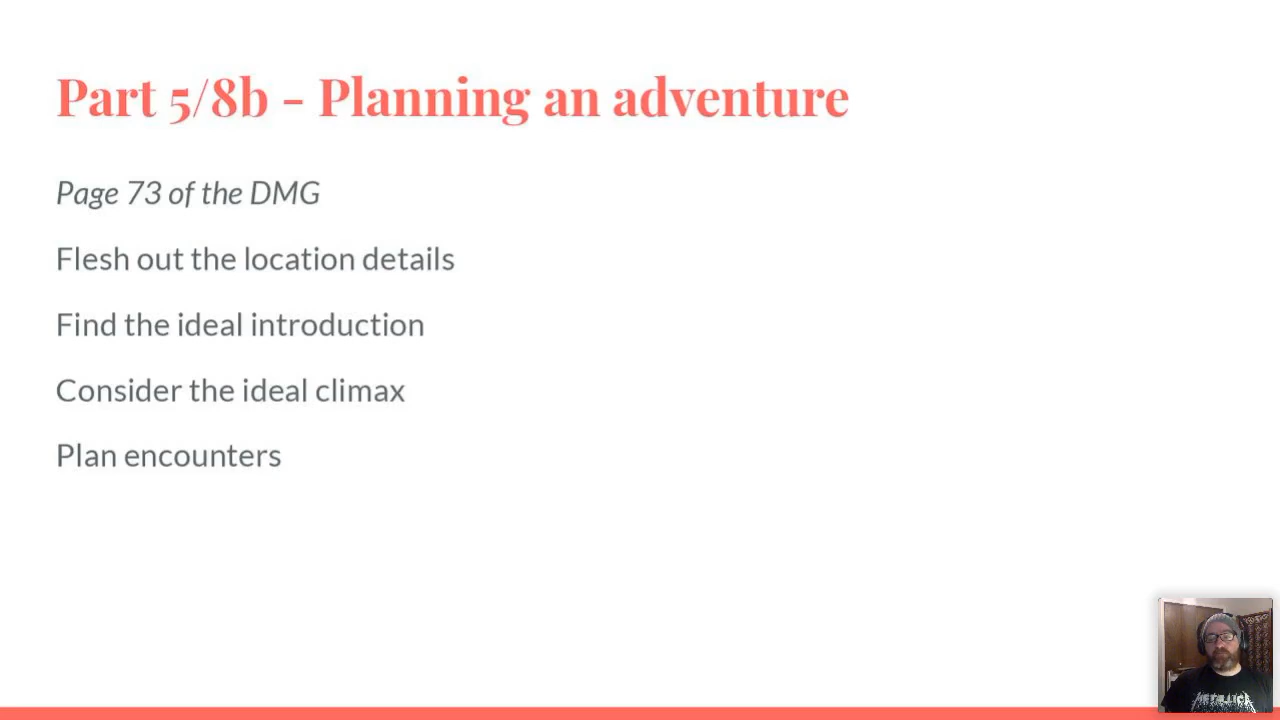 Part 5/8b - Planning an adventure
Page 73 of the DMG
Flesh out the location details
Find the ideal introduction
Consider the ideal climax
Plan encounters
METALLICA